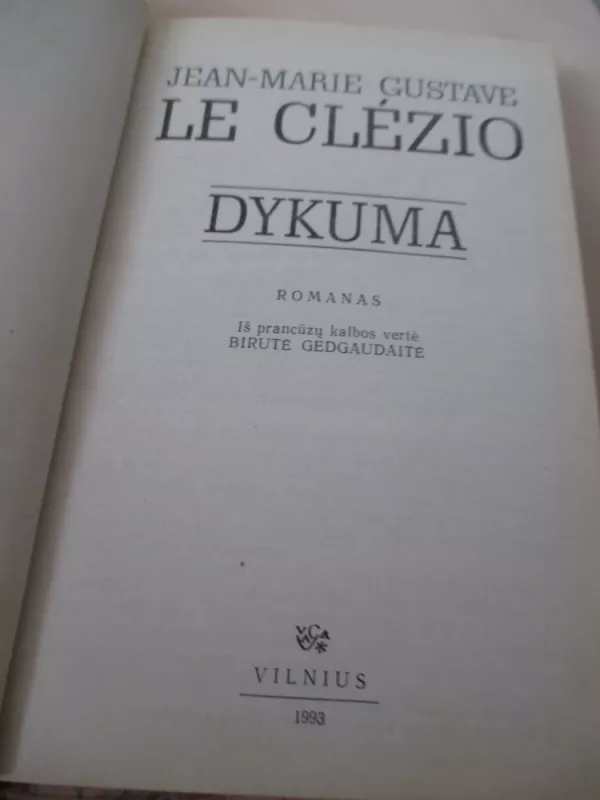 JEAN-MARIE GUSTAVE
LE CLÉZIO
DYKUMA
ROMANAS
Iš prancūzų kalbos vertė
BIRUTĖ GEDGAUDAITĖ
VILNIUS
1993